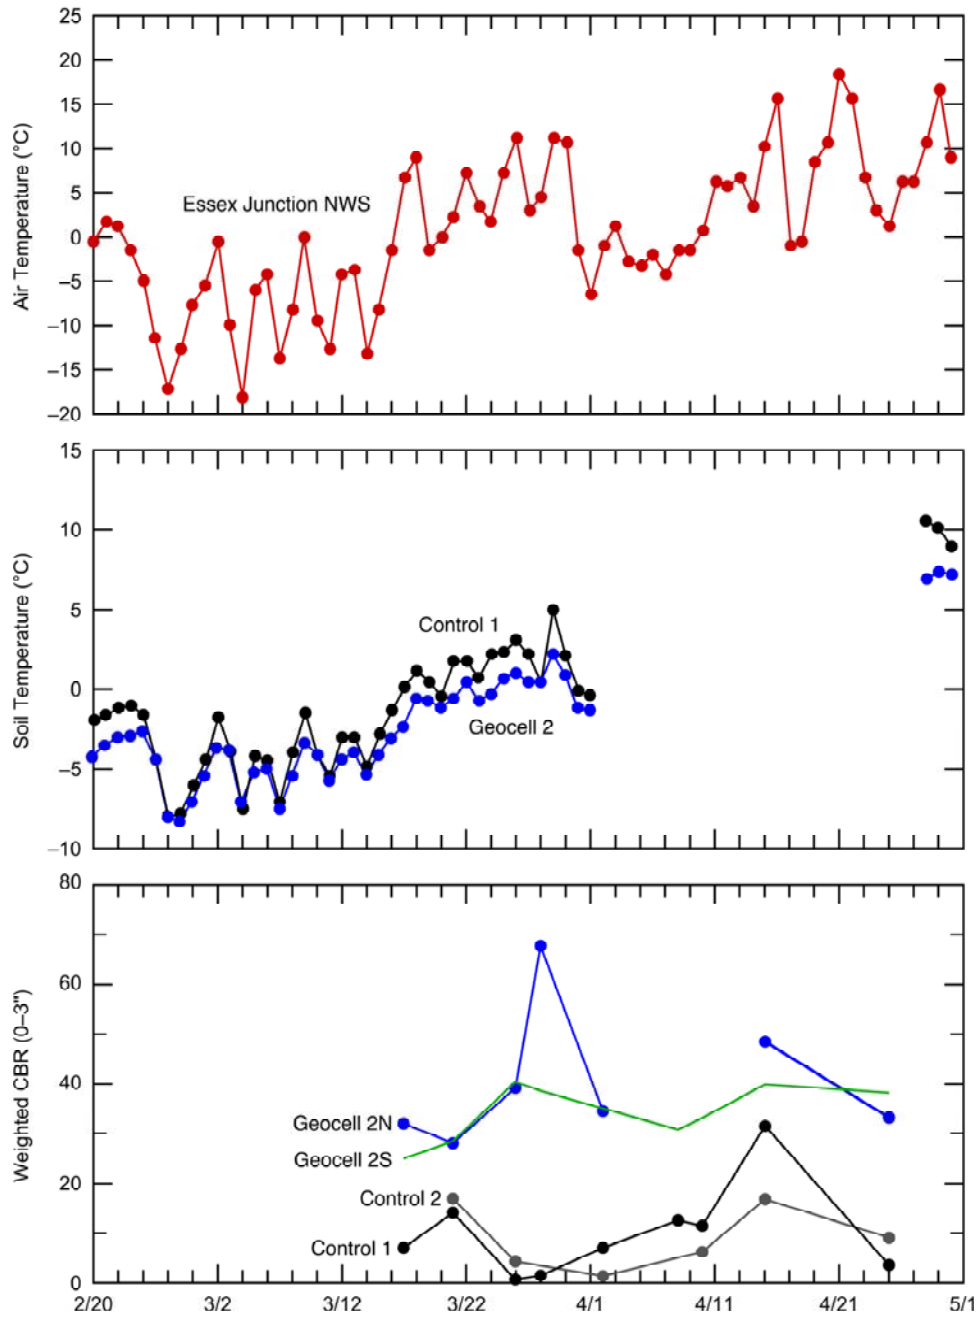 25
20
15
10
5
0
−5
−10
−15
−20
Air Temperature (°C)
Essex Junction NWS
15
10
5
0
−5
−10
Soil Temperature (°C)
Control 1
Geocell 2
80
60
40
20
0
Weighted CBR (0–3")
Geocell 2N
Geocell 2S
Control 2
Control 1
2/20 3/2 3/12 3/22 4/1 4/11 4/21 5/1